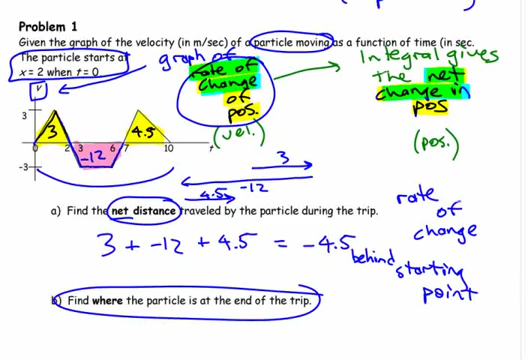 Problem 1
Given the graph of the velocity (in m/sec) of a particle moving as a function of time (in sec.
The particle starts at
x = 2 when t = 0
graph of
rate of
change
of
pos.
(vel.)
Integral gives
the net
change in
pos
(pos.)
v
3
3
4.5
0 2 3 6 7 10 t
-12
-3
3
-12
4.5
a) Find the net distance traveled by the particle during the trip.
3 + -12 + 4.5 = -4.5
behind
starting
point
rate
of
change
b) Find where the particle is at the end of the trip.